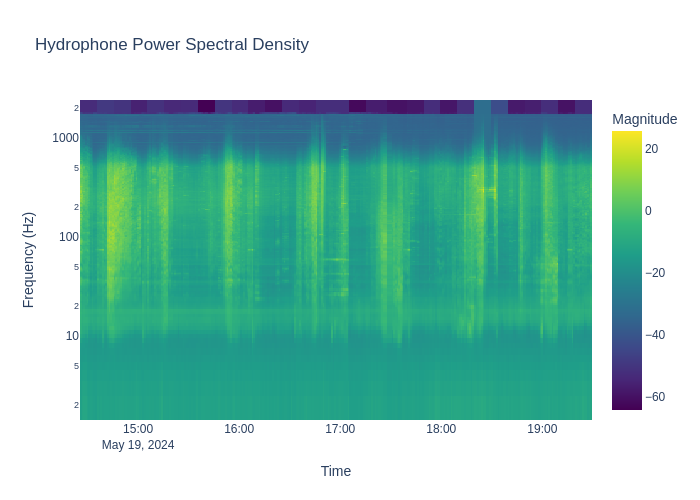 Hydrophone Power Spectral Density
Magnitude
20
0
−20
−40
−60
2
1000
5
2
100
5
2
10
5
2
Frequency (Hz)
15:00 16:00 17:00 18:00 19:00
May 19, 2024
Time